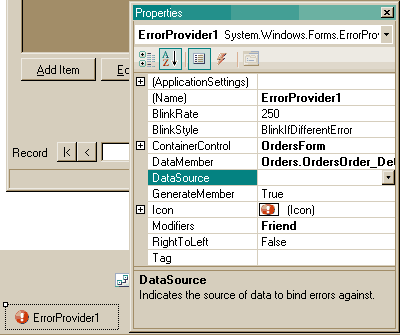 Properties
ErrorProvider1 System.Windows.Forms.ErrorPro
(ApplicationSettings)
(Name) ErrorProvider1
BlinkRate 250
BlinkStyle BlinkIfDifferentError
ContainerControl OrdersForm
DataMember Orders.OrdersOrder_Det
DataSource
GenerateMember True
Icon (Icon)
Modifiers Friend
RightToLeft False
Tag
DataSource
Indicates the source of data to bind errors against.
Add Item
Record
ErrorProvider1